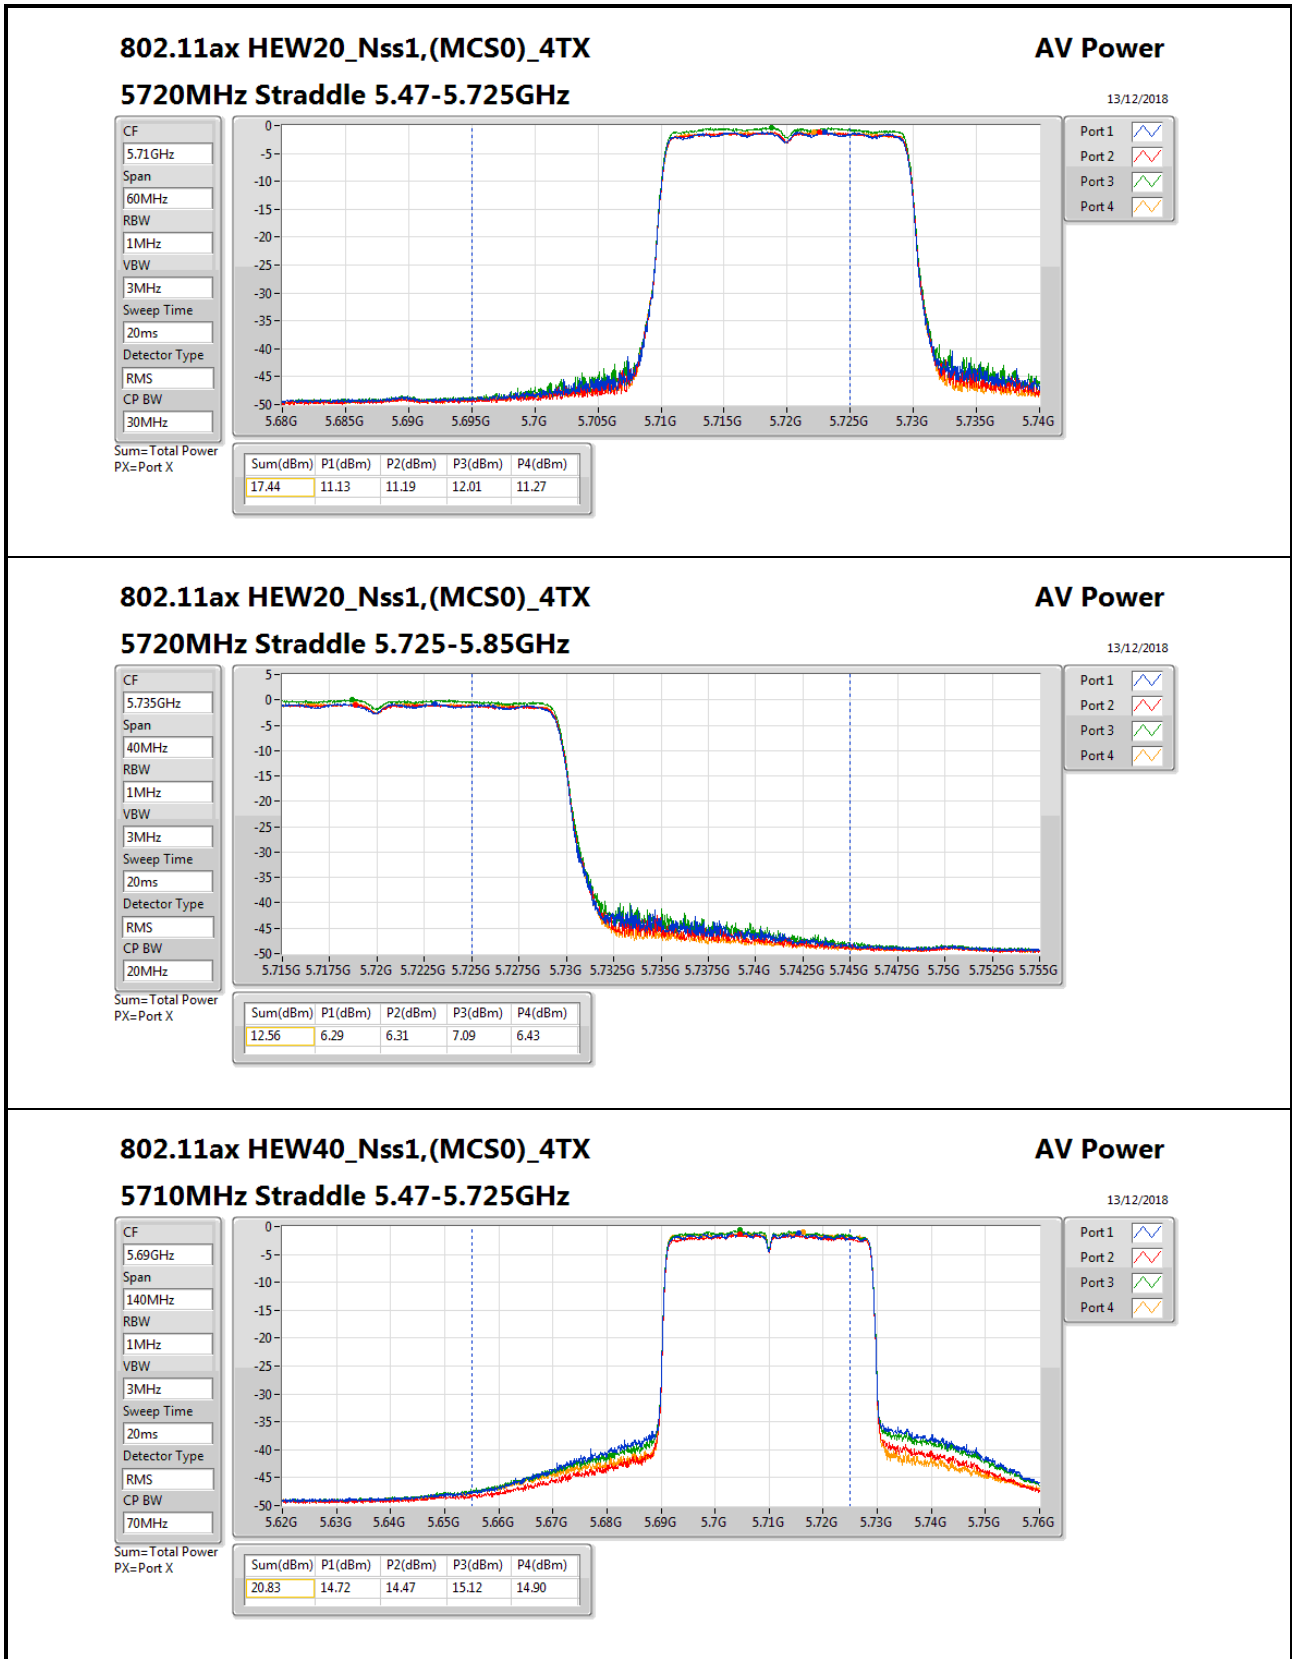 802.11ax HEW20_Nss1,(MCS0)_4TX
AV Power
5720MHz Straddle 5.47-5.725GHz
13/12/2018
CF
5.71GHz
Span
60MHz
RBW
1MHz
VBW
3MHz
Sweep Time
20ms
Detector Type
RMS
CP BW
30MHz
Sum=Total Power
PX=Port X
0
-5
-10
-15
-20
-25
-30
-35
-40
-45
-50
5.68G 5.685G 5.69G 5.695G 5.7G 5.705G 5.71G 5.715G 5.72G 5.725G 5.73G 5.735G 5.74G
Port 1
Port 2
Port 3
Port 4
Sum(dBm) P1(dBm) P2(dBm) P3(dBm) P4(dBm)
17.44 11.13 11.19 12.01 11.27
802.11ax HEW20_Nss1,(MCS0)_4TX
AV Power
5720MHz Straddle 5.725-5.85GHz
13/12/2018
CF
5.735GHz
Span
40MHz
RBW
1MHz
VBW
3MHz
Sweep Time
20ms
Detector Type
RMS
CP BW
20MHz
Sum=Total Power
PX=Port X
5
0
-5
-10
-15
-20
-25
-30
-35
-40
-45
-50
5.715G 5.7175G 5.72G 5.7225G 5.725G 5.7275G 5.73G 5.7325G 5.735G 5.7375G 5.74G 5.7425G 5.745G 5.7475G 5.75G 5.7525G 5.755G
Port 1
Port 2
Port 3
Port 4
Sum(dBm) P1(dBm) P2(dBm) P3(dBm) P4(dBm)
12.56 6.29 6.31 7.09 6.43
802.11ax HEW40_Nss1,(MCS0)_4TX
AV Power
5710MHz Straddle 5.47-5.725GHz
13/12/2018
CF
5.69GHz
Span
140MHz
RBW
1MHz
VBW
3MHz
Sweep Time
20ms
Detector Type
RMS
CP BW
70MHz
Sum=Total Power
PX=Port X
0
-5
-10
-15
-20
-25
-30
-35
-40
-45
-50
5.62G 5.63G 5.64G 5.65G 5.66G 5.67G 5.68G 5.69G 5.7G 5.71G 5.72G 5.73G 5.74G 5.75G 5.76G
Port 1
Port 2
Port 3
Port 4
Sum(dBm) P1(dBm) P2(dBm) P3(dBm) P4(dBm)
20.83 14.72 14.47 15.12 14.90